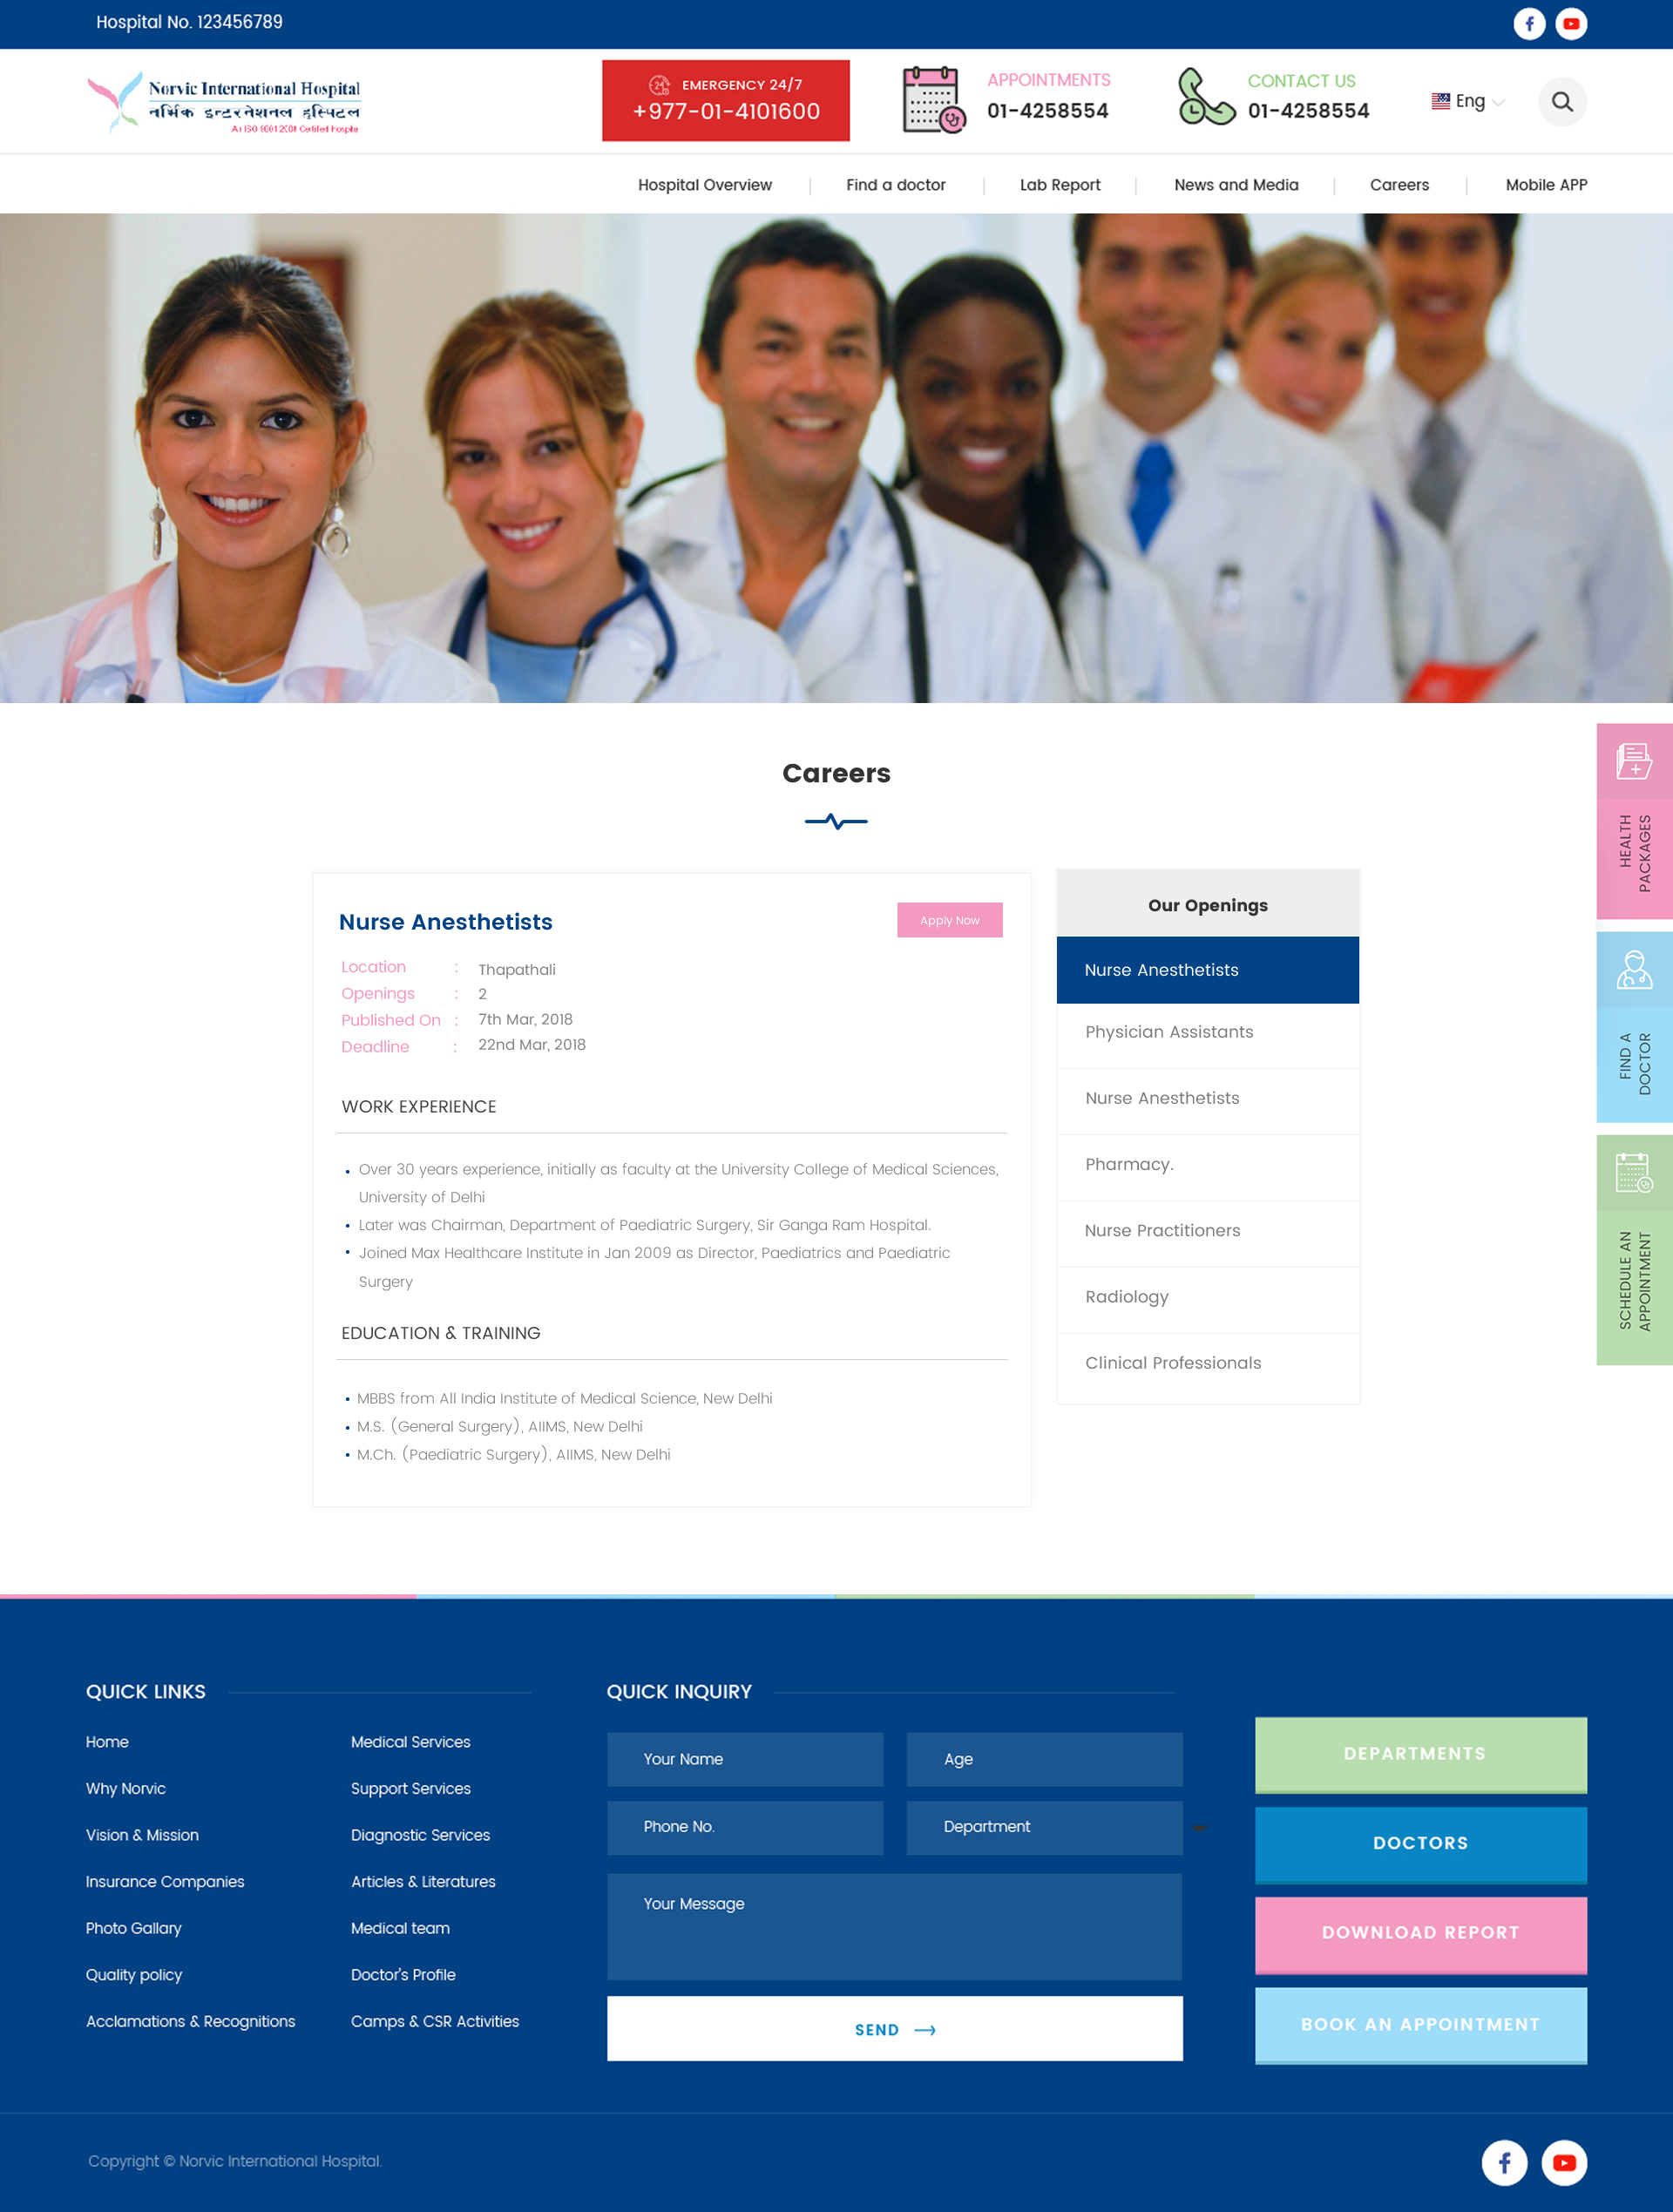 Hospital No. 123456789
Norvic International Hospital
नर्भिक इन्टरनेशनल हस्पिटल
An ISO 9001:2008 Certified Hospital
EMERGENCY 24/7
+977-01-4101600
APPOINTMENTS
01-4258554
CONTACT US
01-4258554
Eng
Hospital Overview
Find a doctor
Lab Report
News and Media
Careers
Mobile APP
Careers
Nurse Anesthetists
Apply Now
Location : Thapathali
Openings : 2
Published On : 7th Mar, 2018
Deadline : 22nd Mar, 2018
WORK EXPERIENCE
• Over 30 years experience, initially as faculty at the University College of Medical Sciences,
University of Delhi
• Later was Chairman, Department of Paediatric Surgery, Sir Ganga Ram Hospital.
• Joined Max Healthcare Institute in Jan 2009 as Director, Paediatrics and Paediatric
Surgery
EDUCATION & TRAINING
• MBBS from All India Institute of Medical Science, New Delhi
• M.S. (General Surgery), AIIMS, New Delhi
• M.Ch. (Paediatric Surgery), AIIMS, New Delhi
Our Openings
Nurse Anesthetists
Physician Assistants
Nurse Anesthetists
Pharmacy.
Nurse Practitioners
Radiology
Clinical Professionals
HEALTH
PACKAGES
FIND A
DOCTOR
SCHEDULE AN
APPOINTMENT
QUICK LINKS
Home
Why Norvic
Vision & Mission
Insurance Companies
Photo Gallary
Quality policy
Acclamations & Recognitions
Medical Services
Support Services
Diagnostic Services
Articles & Literatures
Medical team
Doctor's Profile
Camps & CSR Activities
QUICK INQUIRY
Your Name
Age
Phone No.
Department
Your Message
SEND
DEPARTMENTS
DOCTORS
DOWNLOAD REPORT
BOOK AN APPOINTMENT
Copyright © Norvic International Hospital.